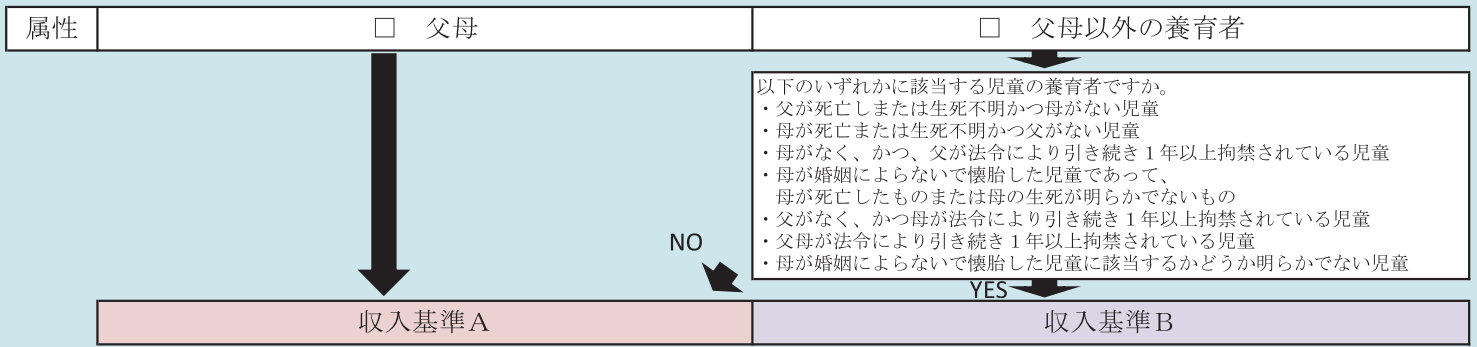 属性
□ 父母
□ 父母以外の養育者
以下のいずれかに該当する児童の養育者ですか。
・父が死亡しまたは生死不明かつ母がない児童
・母が死亡または生死不明かつ父がない児童
・母がなく、かつ、父が法令により引き続き１年以上拘禁されている児童
・母が婚姻によらないで懐胎した児童であって、
母が死亡したものまたは母の生死が明らかでないもの
・父がなく、かつ母が法令により引き続き１年以上拘禁されている児童
・父母が法令により引き続き１年以上拘禁されている児童
・母が婚姻によらないで懐胎した児童に該当するかどうか明らかでない児童
NO
YES
収入基準Ａ
収入基準Ｂ